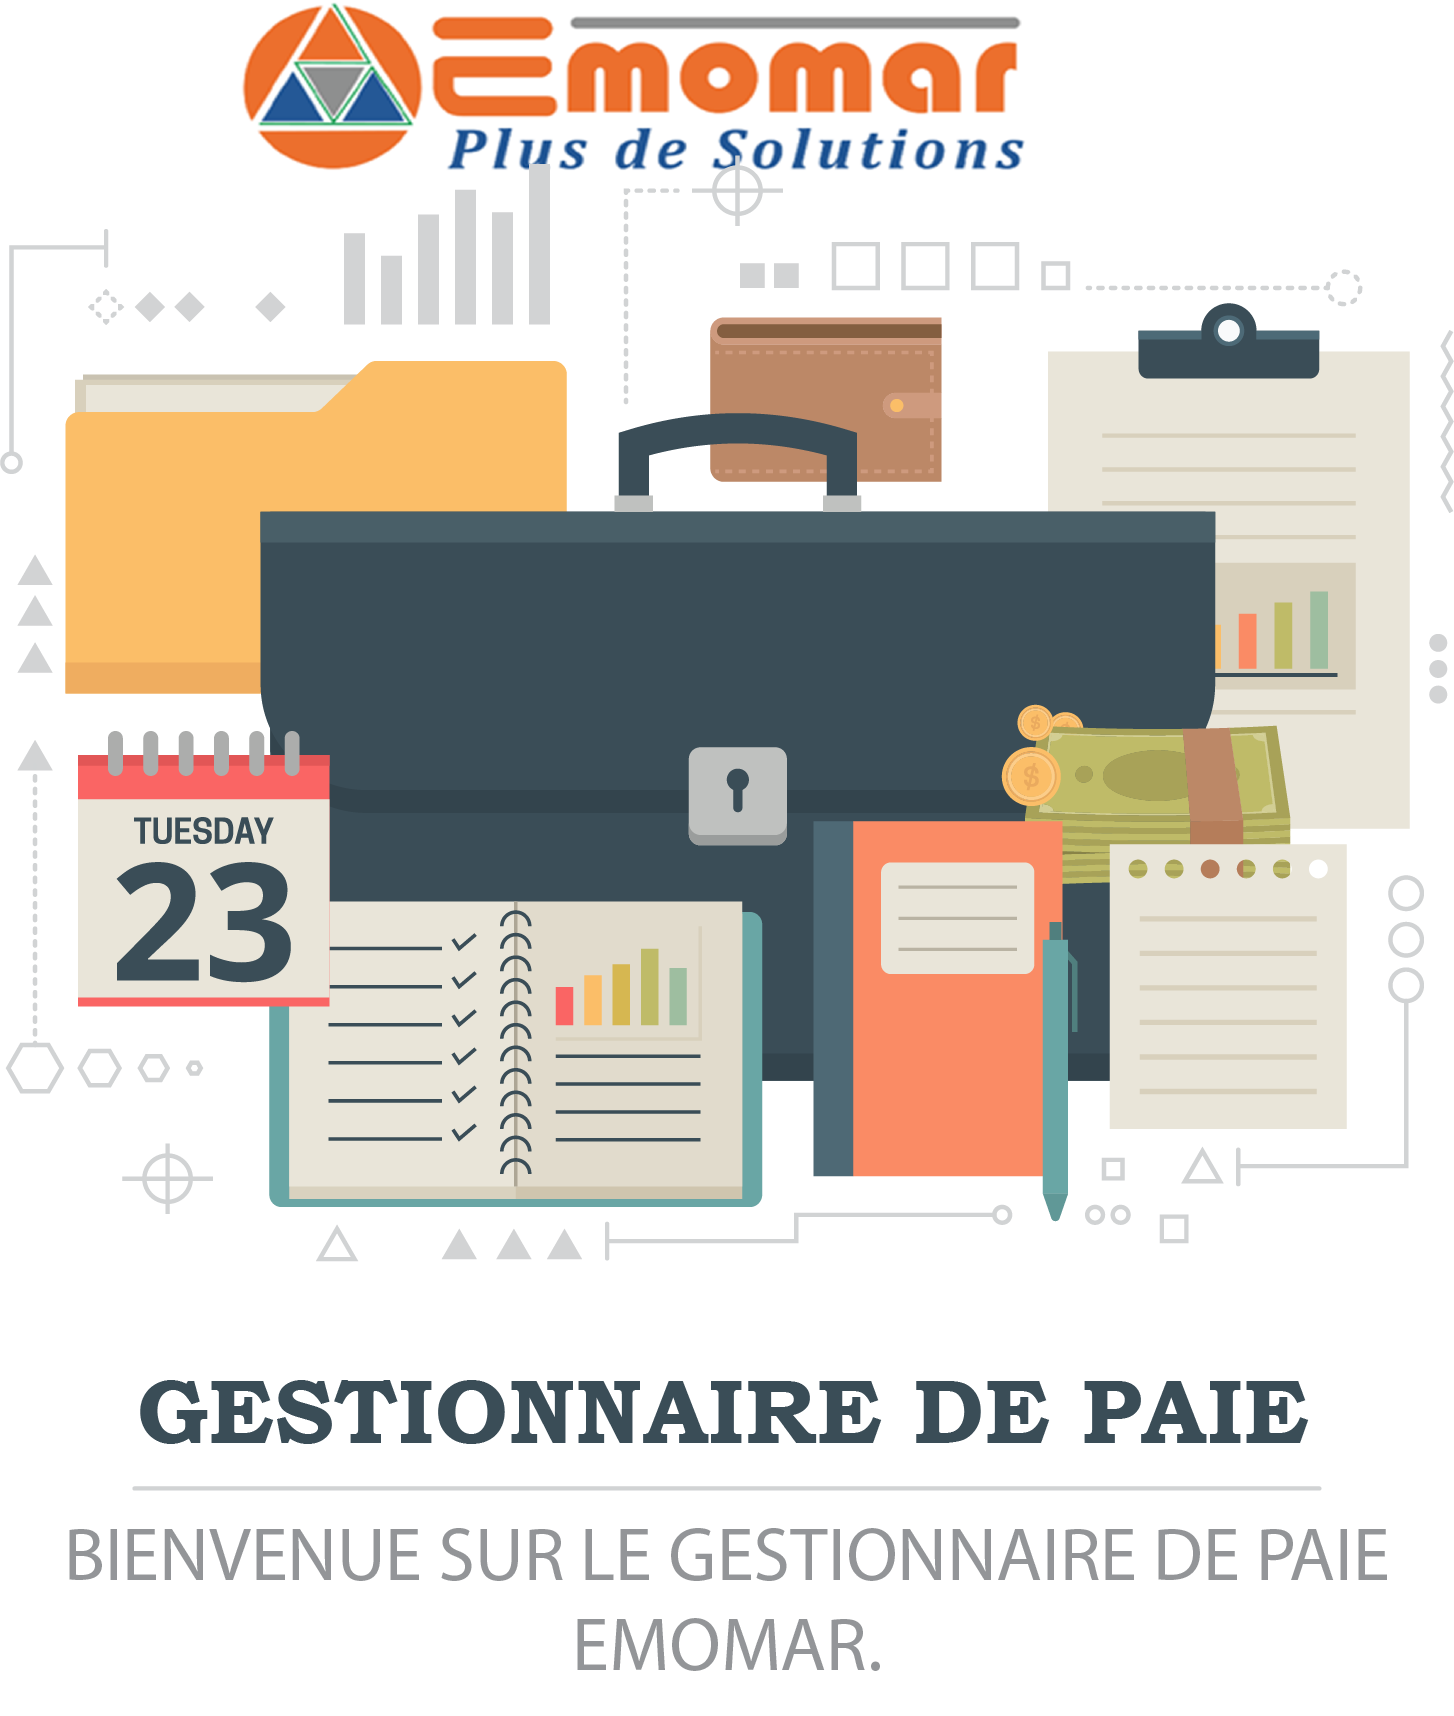 Emomar
Plus de Solutions
$
$
TUESDAY
23
GESTIONNAIRE DE PAIE
BIENVENUE SUR LE GESTIONNAIRE DE PAIE
EMOMAR.